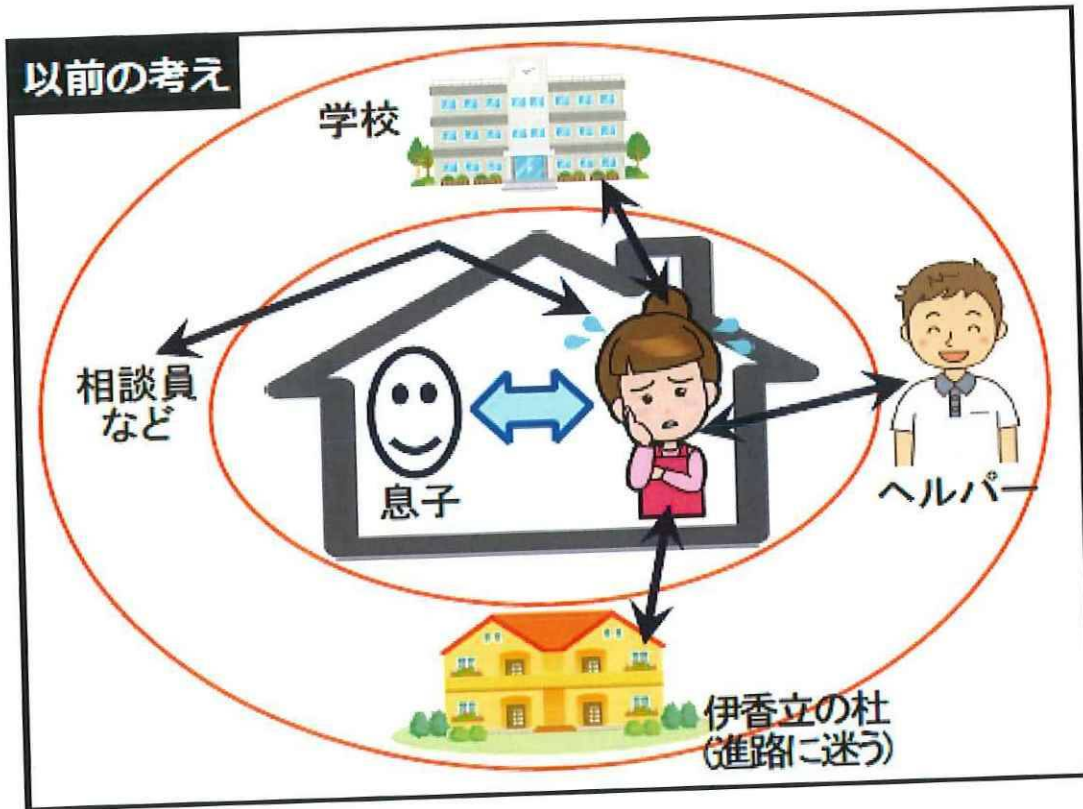 以前の考え
学校
相談員
など
息子
ヘルパー
伊香立の杜
(進路に迷う)